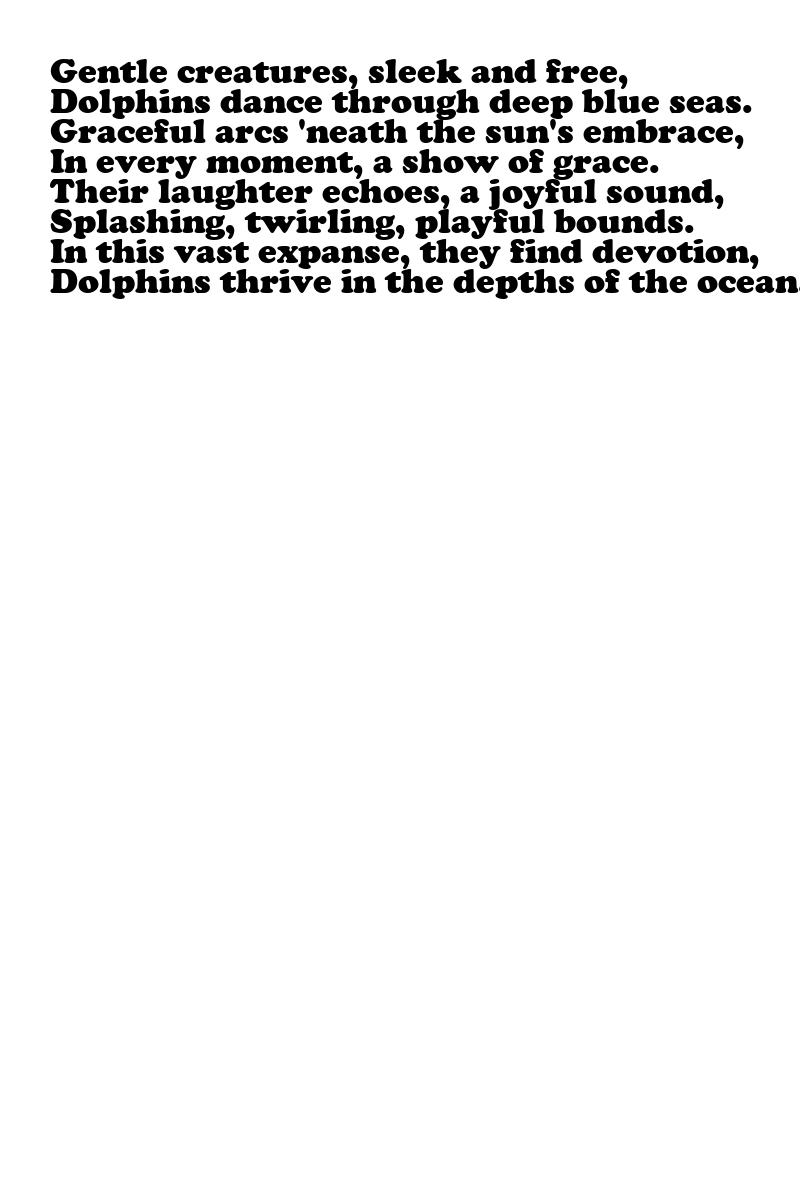 Gentle creatures, sleek and free,
Dolphins dance through deep blue seas.
Graceful arcs 'neath the sun's embrace,
In every moment, a show of grace.
Their laughter echoes, a joyful sound,
Splashing, twirling, playful bounds.
In this vast expanse, they find devotion,
Dolphins thrive in the depths of the ocean.